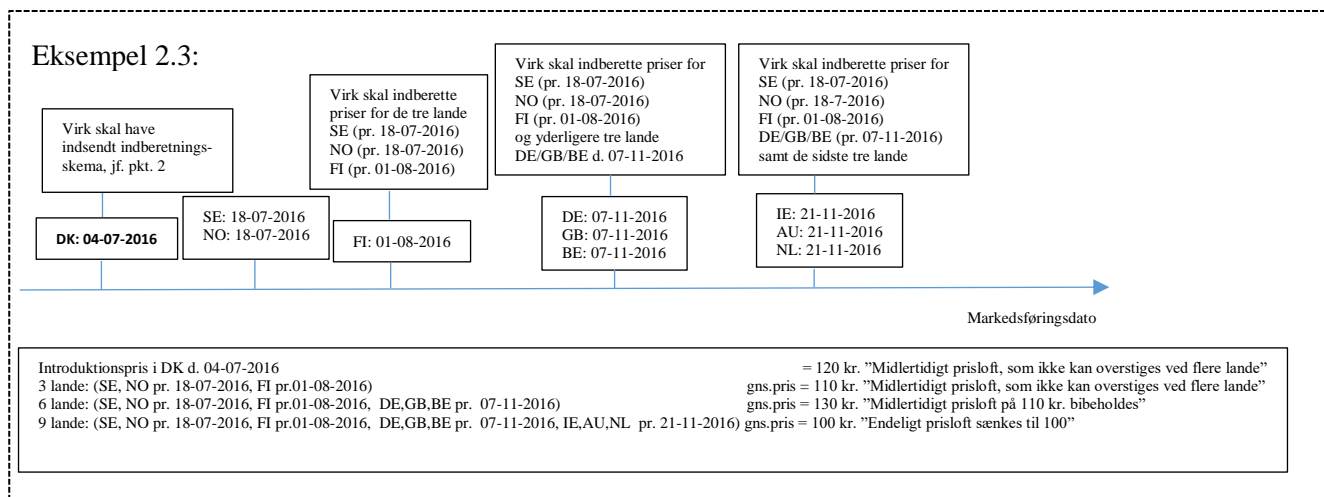 Eksempel 2.3:
Virk skal have
indsendt indberetnings-
skema, jf. pkt. 2
DK: 04-07-2016
SE: 18-07-2016
NO: 18-07-2016
Virk skal indberette
priser for de tre lande
SE (pr. 18-07-2016)
NO (pr. 18-07-2016)
FI (pr. 01-08-2016)
FI: 01-08-2016
Virk skal indberette priser for
SE (pr. 18-07-2016)
NO (pr. 18-07-2016)
FI (pr. 01-08-2016)
og yderligere tre lande
DE/GB/BE d. 07-11-2016
DE: 07-11-2016
GB: 07-11-2016
BE: 07-11-2016
Virk skal indberette priser for
SE (pr. 18-07-2016)
NO (pr. 18-7-2016)
FI (pr. 01-08-2016)
DE/GB/BE (pr. 07-11-2016)
samt de sidste tre lande
IE: 21-11-2016
AU: 21-11-2016
NL: 21-11-2016
Markedsføringsdato
Introduktionspris i DK d. 04-07-2016 = 120 kr. ”Midlertidigt prisloft, som ikke kan overstiges ved flere lande”
3 lande: (SE, NO pr. 18-07-2016, FI pr.01-08-2016) gns.pris = 110 kr. ”Midlertidigt prisloft, som ikke kan overstiges ved flere lande”
6 lande: (SE, NO pr. 18-07-2016, FI pr.01-08-2016, DE,GB,BE pr. 07-11-2016) gns.pris = 130 kr. ”Midlertidigt prisloft på 110 kr. bibeholdes”
9 lande: (SE, NO pr. 18-07-2016, FI pr.01-08-2016, DE,GB,BE pr. 07-11-2016, IE,AU,NL pr. 21-11-2016) gns.pris = 100 kr. ”Endeligt prisloft sænkes til 100”